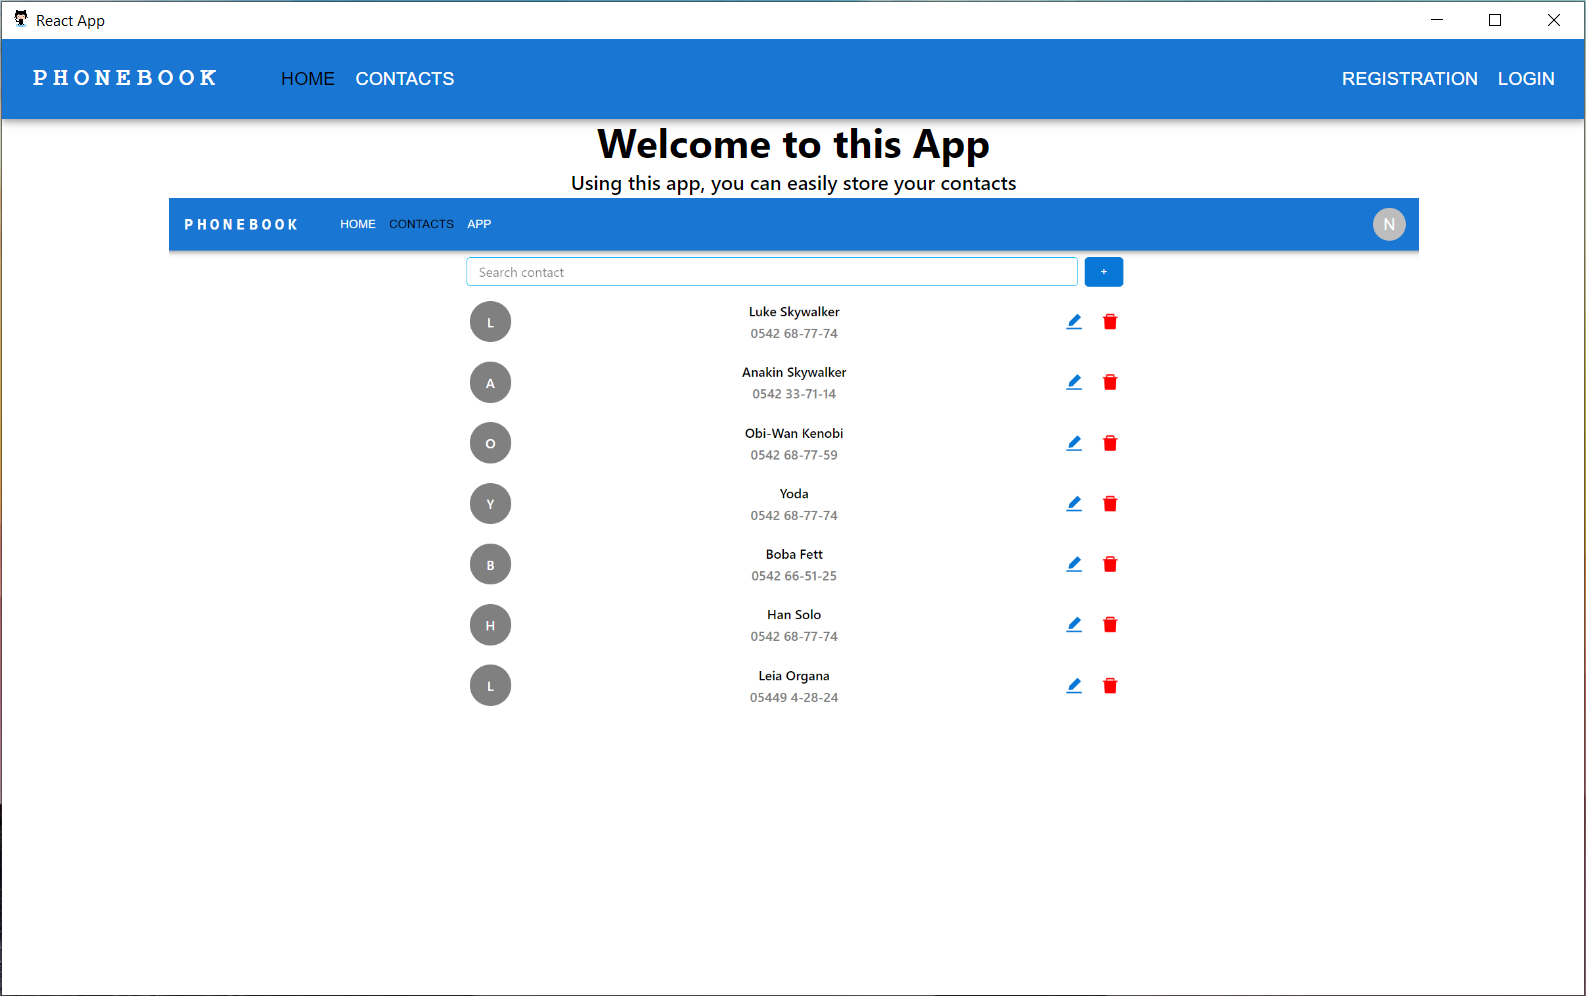 React App
PHONEBOOK HOME CONTACTS REGISTRATION LOGIN
Welcome to this App
Using this app, you can easily store your contacts
PHONEBOOK HOME CONTACTS APP N
Search contact +
L Luke Skywalker
0542 68-77-74
A Anakin Skywalker
0542 33-71-14
O Obi-Wan Kenobi
0542 68-77-59
Y Yoda
0542 68-77-74
B Boba Fett
0542 66-51-25
H Han Solo
0542 68-77-74
L Leia Organa
05449 4-28-24